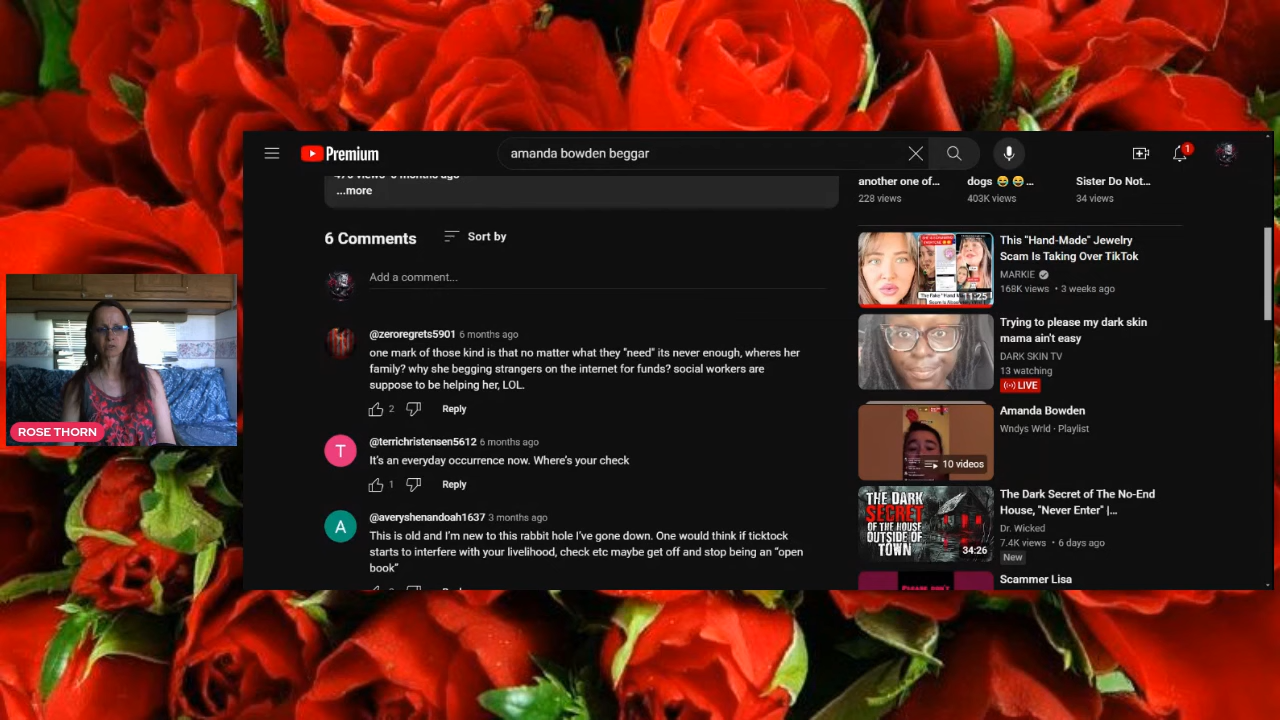 Premium
amanda bowden beggar
1
...more
another one of...
228 views
dogs 😂 😂...
403K views
Sister Do Not...
34 views
6 Comments
Sort by
Add a comment...
@zeroregrets5901 6 months ago
one mark of those kind is that no matter what they "need" its never enough, wheres her
family? why she begging strangers on the internet for funds? social workers are
suppose to be helping her, LOL.
2
Reply
T
@terrichristensen5612 6 months ago
It's an everyday occurrence now. Where's your check
1
Reply
A
@averyshenandoah1637 3 months ago
This is old and I'm new to this rabbit hole I've gone down. One would think if ticktock
starts to interfere with your livelihood, check etc maybe get off and stop being an "open
book"
11:25
This "Hand-Made" Jewelry
Scam Is Taking Over TikTok
MARKIE
168K views • 3 weeks ago
Trying to please my dark skin
mama ain't easy
DARK SKIN TV
13 watching
LIVE
10 videos
Amanda Bowden
Wndys Wrld · Playlist
THE DARK
SECRET
OF THE HOUSE
OUTSIDE OF
TOWN
34:26
The Dark Secret of The No-End
House, "Never Enter" |...
Dr. Wicked
7.4K views • 6 days ago
New
Scammer Lisa
ROSE THORN